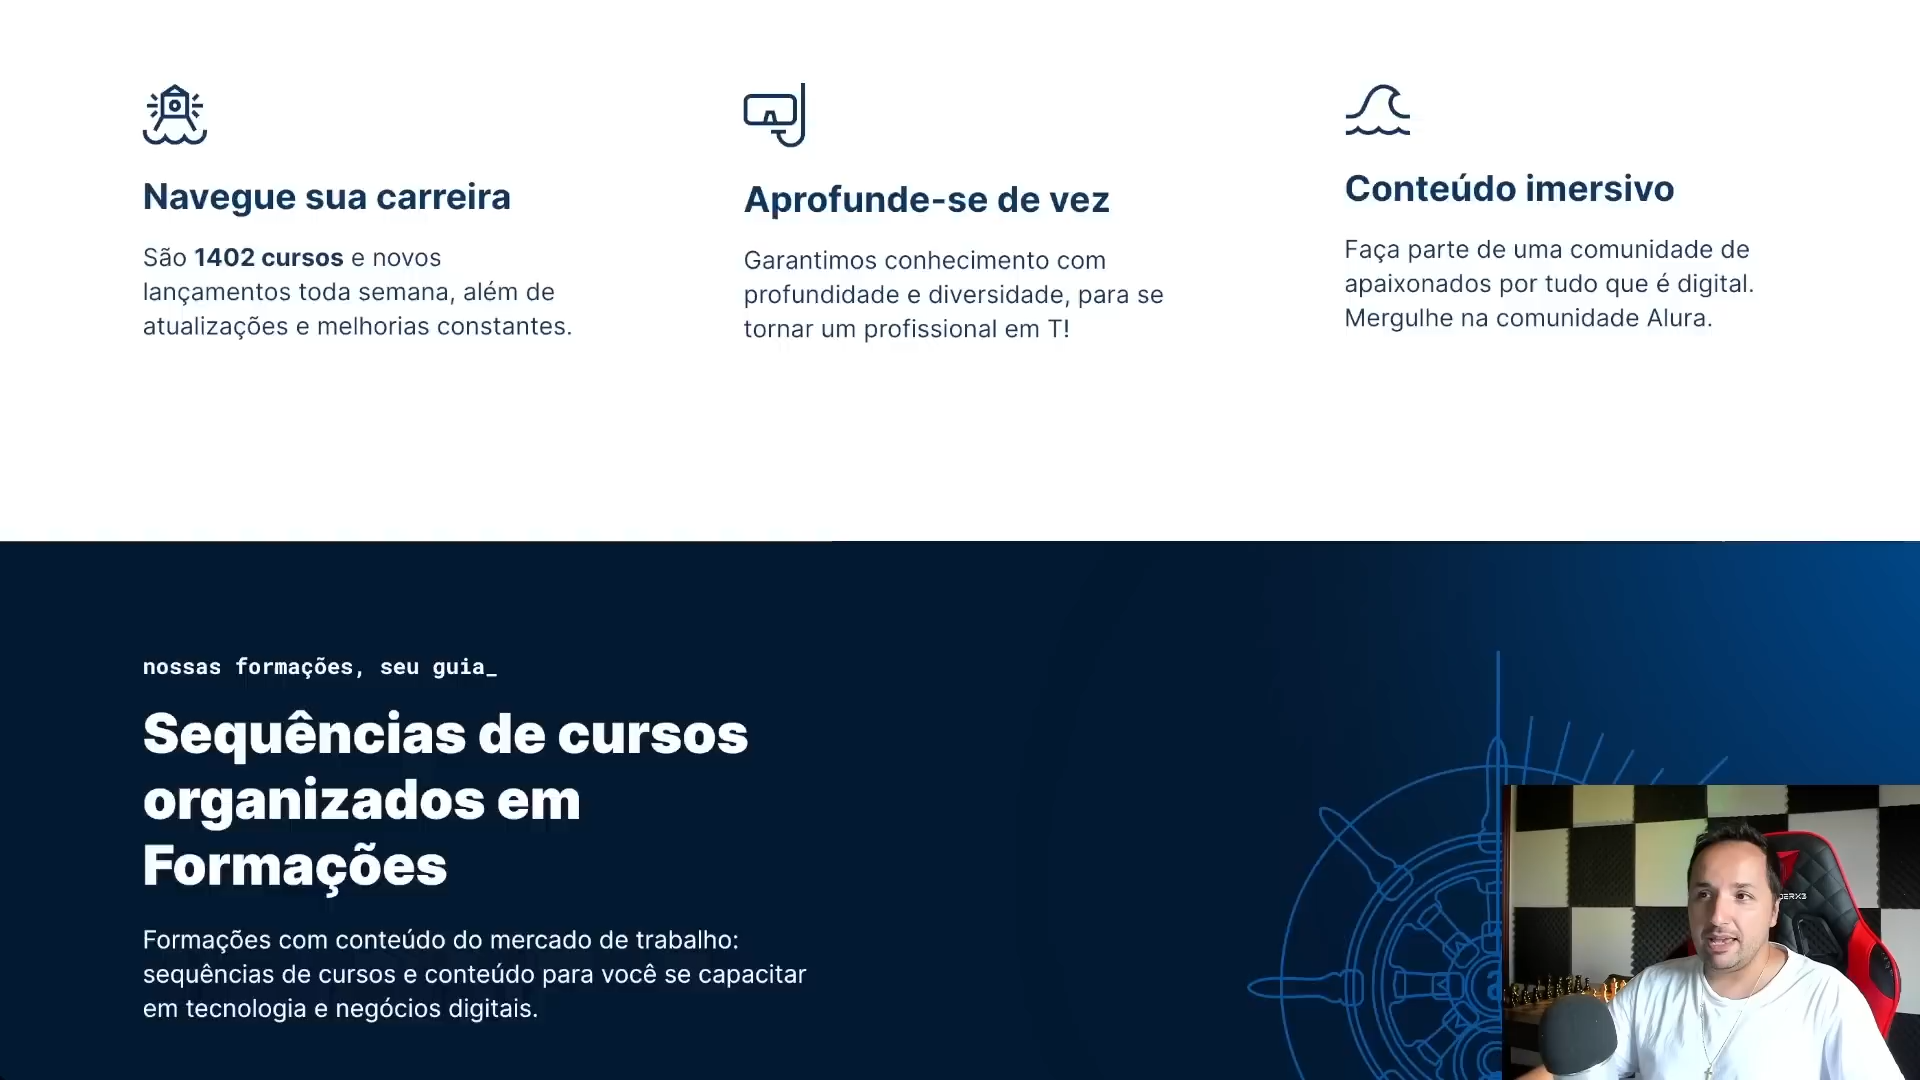 Navegue sua carreira
São 1402 cursos e novos
lançamentos toda semana, além de
atualizações e melhorias constantes.
Aprofunde-se de vez
Garantimos conhecimento com
profundidade e diversidade, para se
tornar um profissional em T!
Conteúdo imersivo
Faça parte de uma comunidade de
apaixonados por tudo que é digital.
Mergulhe na comunidade Alura.
nossas formações, seu guia_
Sequências de cursos
organizados em
Formações
Formações com conteúdo do mercado de trabalho:
sequências de cursos e conteúdo para você se capacitar
em tecnologia e negócios digitais.